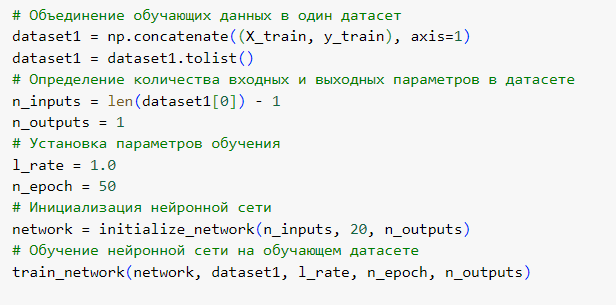 # Объединение обучающих данных в один датасет
dataset1 = np.concatenate((X_train, y_train), axis=1)
dataset1 = dataset1.tolist()
# Определение количества входных и выходных параметров в датасете
n_inputs = len(dataset1[0]) - 1
n_outputs = 1
# Установка параметров обучения
l_rate = 1.0
n_epoch = 50
# Инициализация нейронной сети
network = initialize_network(n_inputs, 20, n_outputs)
# Обучение нейронной сети на обучающем датасете
train_network(network, dataset1, l_rate, n_epoch, n_outputs)